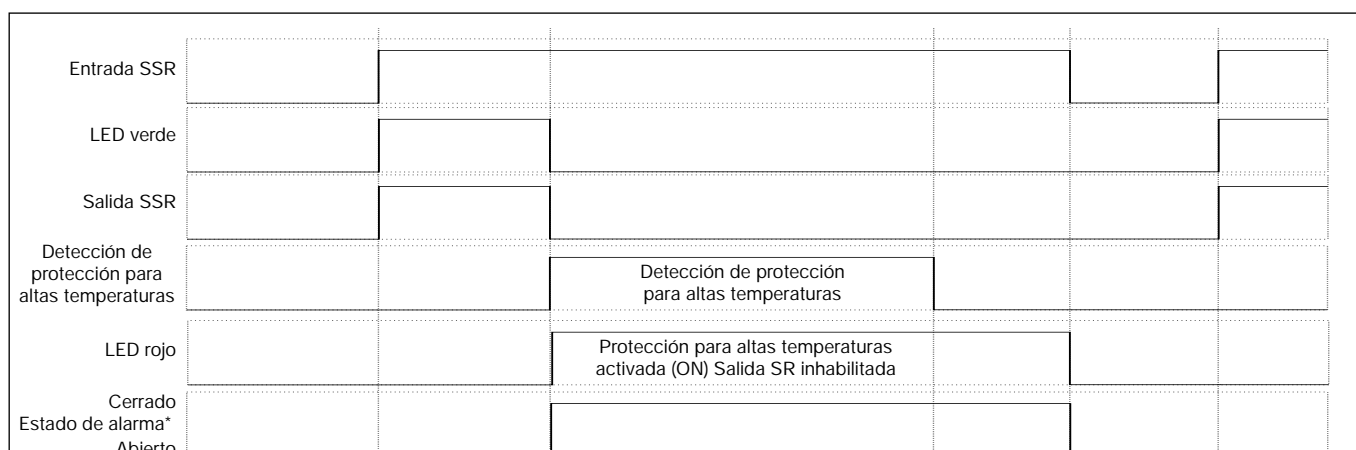 Entrada SSR
LED verde
Salida SSR
Detección de
protección para
altas temperaturas
Detección de protección
para altas temperaturas
LED rojo
Protección para altas temperaturas
activada (ON) Salida SR inhabilitada
Cerrado
Estado de alarma*
Abierto